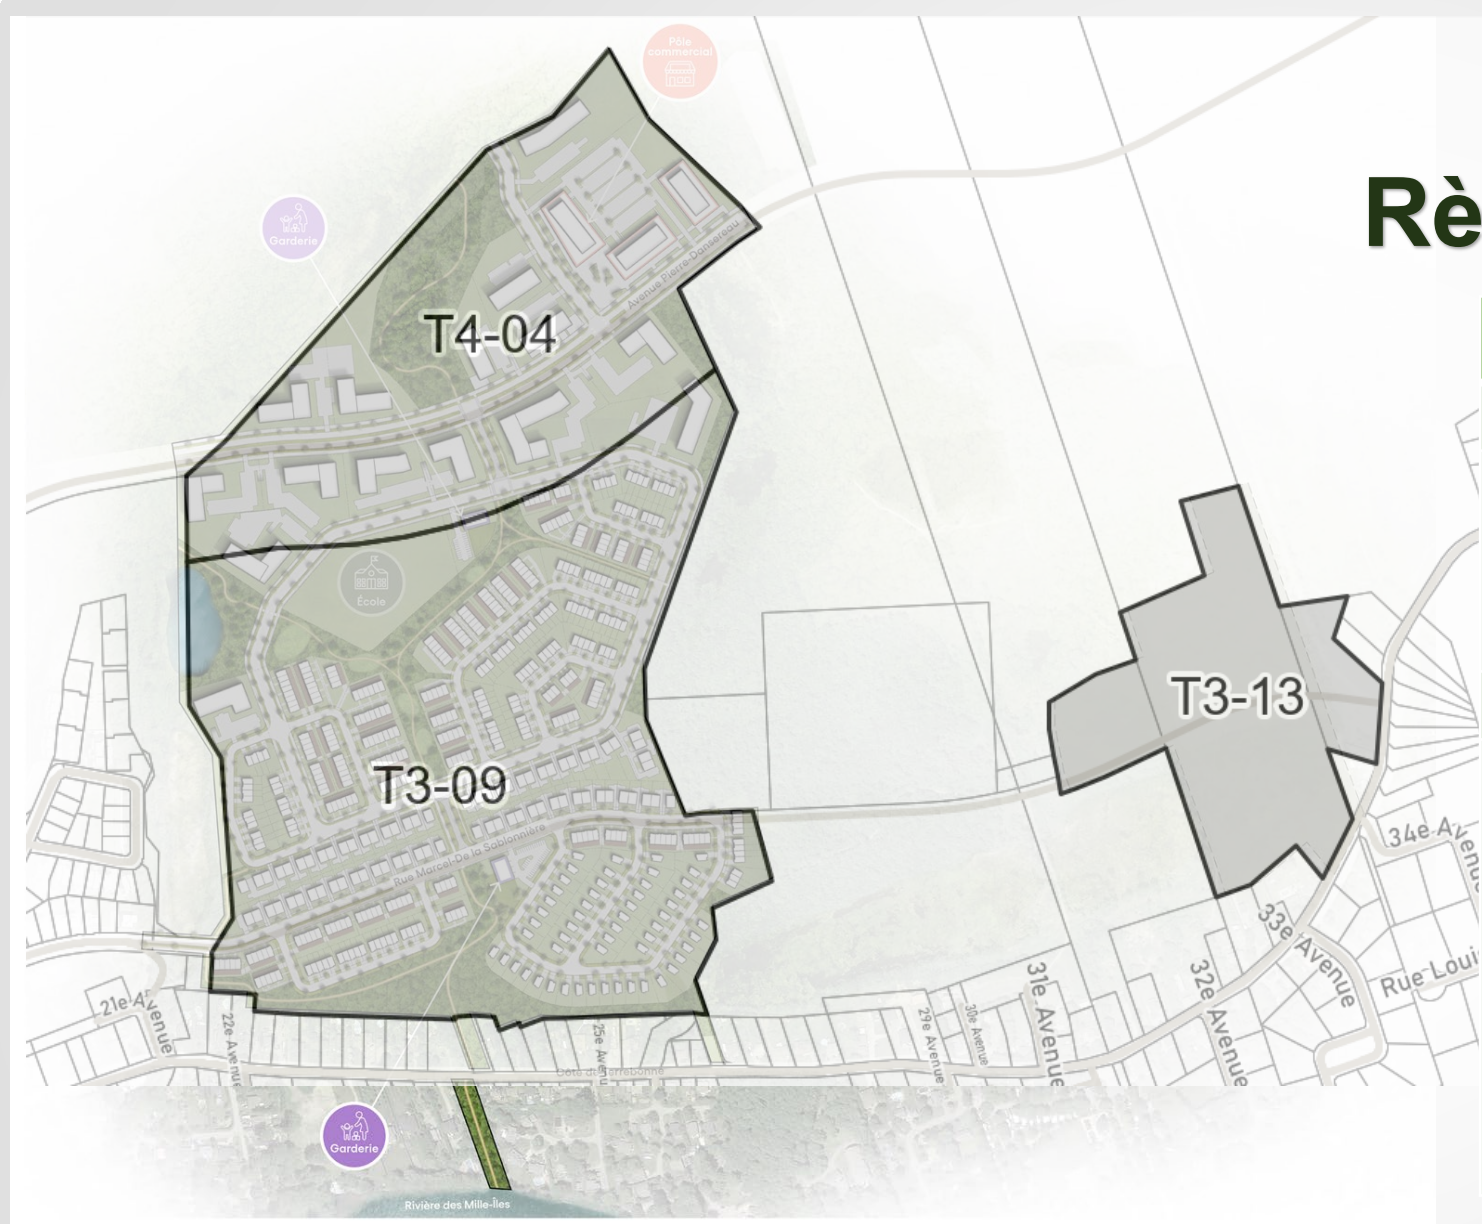 Pôle
commercial
Garderie
Rè
Avenue Pierre-Dansereau
T4-04
École
T3-13
T3-09
Rue Marcel-De la Sablonnière
34e Avenue
33e Avenue
32e Avenue
Rue Loui
31e Avenue
30e Avenue
29e Avenue
21e Avenue
22e Avenue
25e Avenu
Côte de Terrebonne
Garderie
Rivière des Mille-Îles